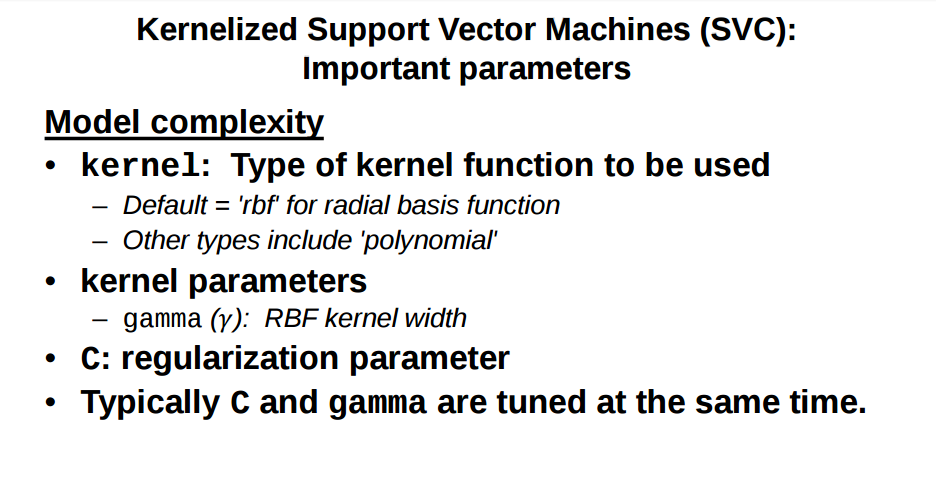 Kernelized Support Vector Machines (SVC):
Important parameters
Model complexity
• kernel: Type of kernel function to be used
– Default = 'rbf' for radial basis function
– Other types include 'polynomial'
• kernel parameters
– gamma (γ): RBF kernel width
• C: regularization parameter
• Typically C and gamma are tuned at the same time.